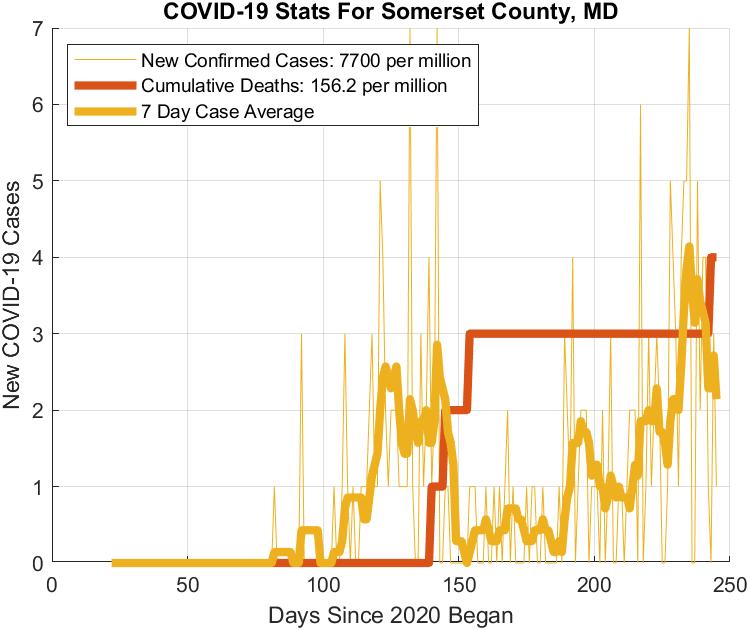 COVID-19 Stats For Somerset County, MD
New Confirmed Cases: 7700 per million
Cumulative Deaths: 156.2 per million
7 Day Case Average
New COVID-19 Cases
7
6
5
4
3
2
1
0
0 50 100 150 200 250
Days Since 2020 Began